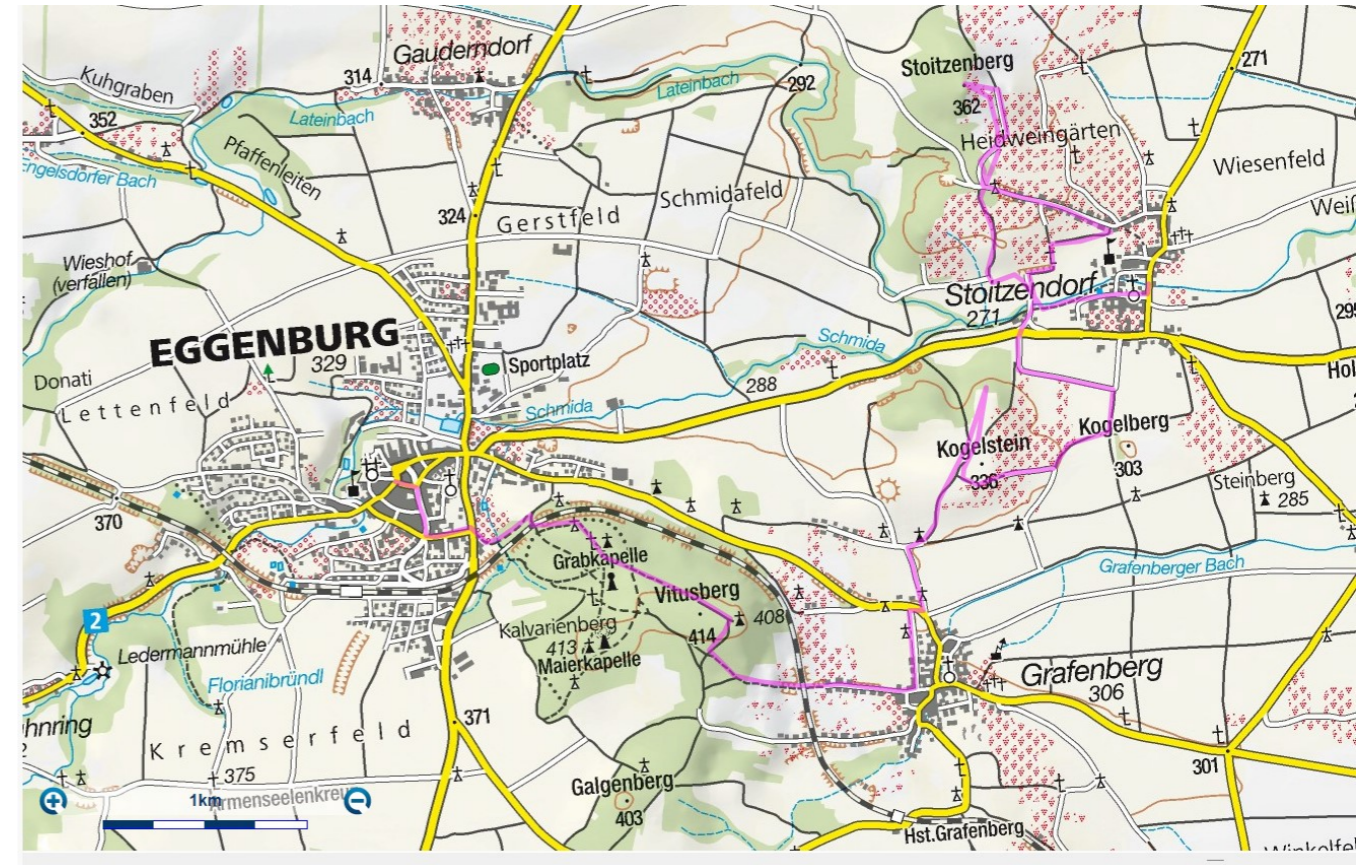 Gauderndorf
Kuhgraben
314
Lateinbach
292
Stoitzenberg
271
352
Lateinbach
362
Heidweingärten
Pfaffenleiten
Engelsdorfer Bach
Wiesenfeld
Schmidafeld
324
Gerstfeld
Wieshof
(verfallen)
Stoitzendorf
271
EGGENBURG
329
Schmida
Sportplatz
288
Donati
Lettenfeld
Schmida
Kogelberg
Kogelstein
303
336
Steinberg
285
370
Grabkapelle
Grafenberger Bach
Vitusberg
2
408
Kalvarienberg
414
413
Maierkapelle
Ledermannmühle
Grafenberg
306
Florianibründl
hnring
371
Kremserfeld
301
375
Galgenberg
1km
Armenseelenkreu
403
Hst.Grafenberg